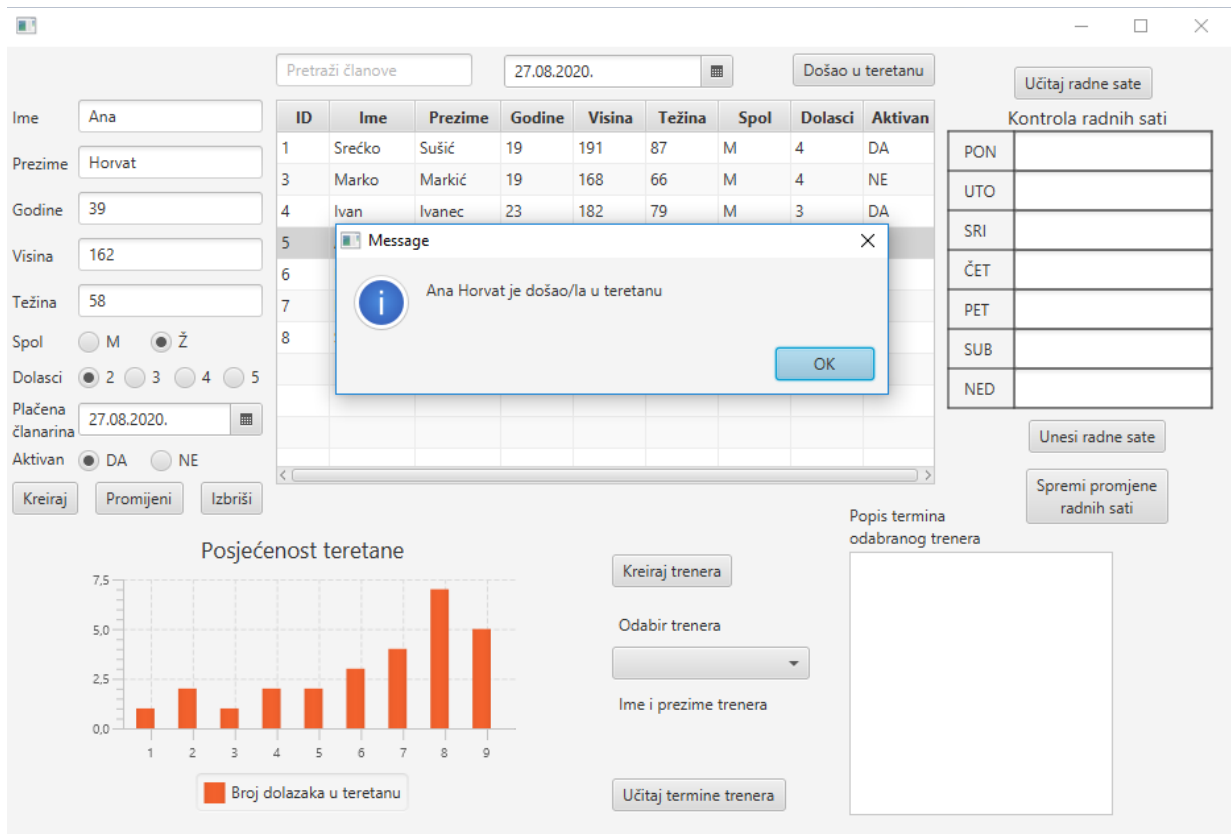 Pretraži članove
27.08.2020.
Došao u teretanu
Učitaj radne sate
Ime Ana
Prezime Horvat
Godine 39
Visina 162
Težina 58
Spol M Ž
Dolasci 2 3 4 5
Plačena
članarina
27.08.2020.
Aktivan DA NE
Kreiraj Promijeni Izbriši
ID Ime Prezime Godine Visina Težina Spol Dolasci Aktivan
1 Srećko Sušić 19 191 87 M 4 DA
3 Marko Markić 19 168 66 M 4 NE
4 Ivan Ivanec 23 182 79 M 3 DA
5
6
7
8
Message
Ana Horvat je došao/la u teretanu
OK
Kontrola radnih sati
PON
UTO
SRI
ČET
PET
SUB
NED
Unesi radne sate
Spremi promjene
radnih sati
Posjećenost teretane
7,5
5,0
2,5
0,0
1 2 3 4 5 6 7 8 9
Broj dolazaka u teretanu
Kreiraj trenera
Odabir trenera
Ime i prezime trenera
Učitaj termine trenera
Popis termina
odabranog trenera